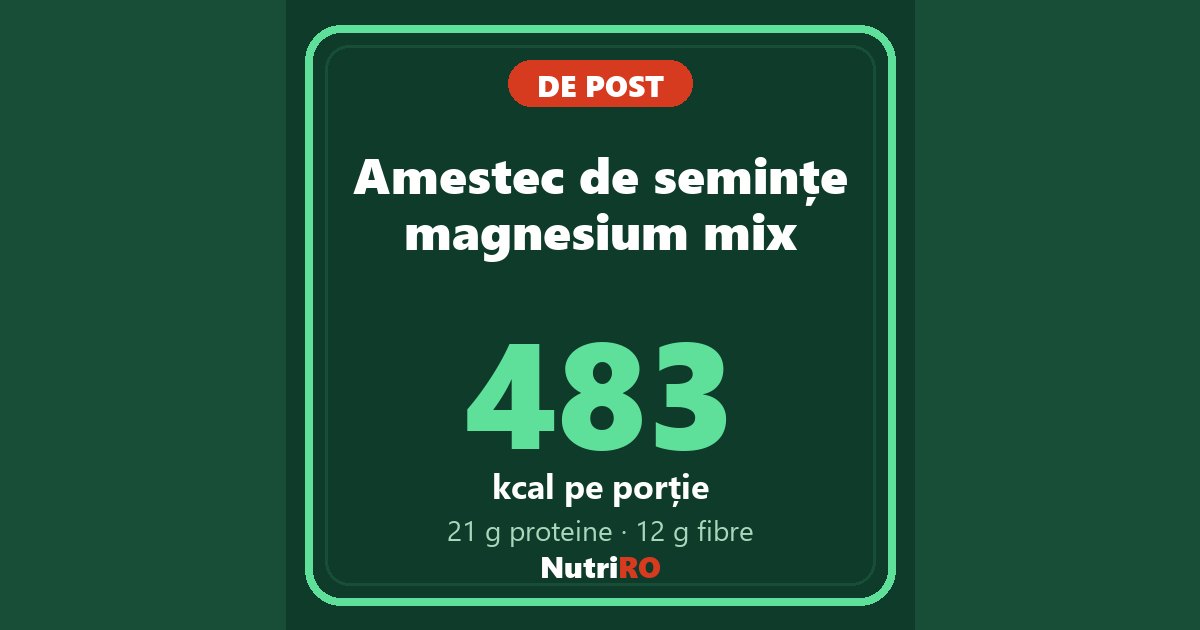 DE POST
Amestec de semințe
magnesium mix
483
kcal pe porție
21 g proteine · 12 g fibre
NutriRO